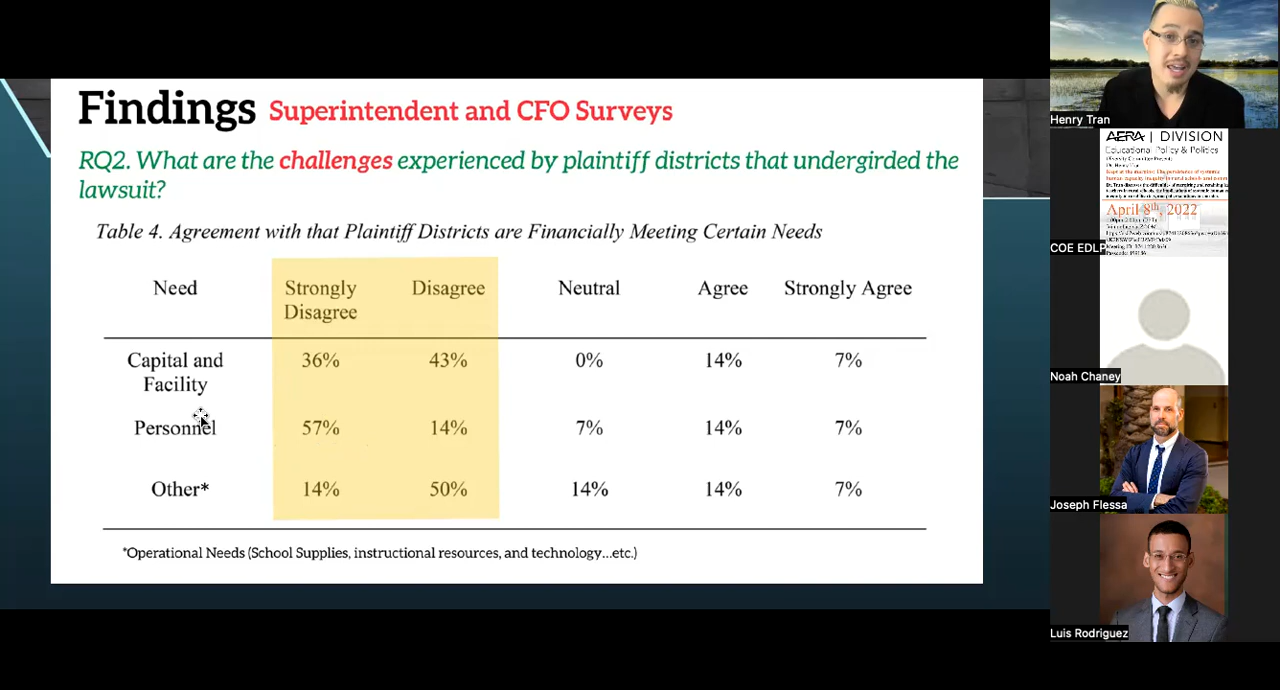 Findings Superintendent and CFO Surveys
RQ2. What are the challenges experienced by plaintiff districts that undergirded the
lawsuit?
Table 4. Agreement with that Plaintiff Districts are Financially Meeting Certain Needs
Need Strongly Disagree Disagree Neutral Agree Strongly Agree
Capital and Facility 36% 43% 0% 14% 7%
Personnel 57% 14% 7% 14% 7%
Other* 14% 50% 14% 14% 7%
*Operational Needs (School Supplies, instructional resources, and technology...etc.)
Henry Tran
AERA | DIVISION
Educational Policy & Politics
April 8th, 2022
COE EDLP
Noah Chaney
Joseph Flessa
Luis Rodriguez